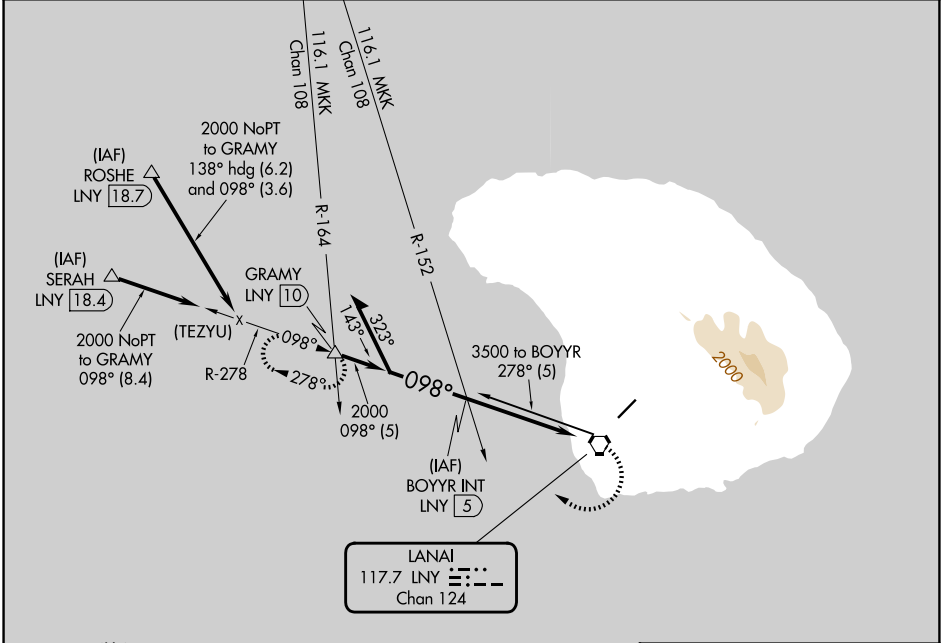 116.1 MKK
Chan 108
116.1 MKK
Chan 108
2000 NoPT
to GRAMY
138° hdg (6.2)
and 098° (3.6)
(IAF)
ROSHE
LNY 18.7
R-164
R-152
(IAF)
SERAH
LNY 18.4
GRAMY
LNY 10
(TEZYU)
098°
143°
323°
2000 NoPT
to GRAMY
098° (8.4)
R-278
278°
098°
3500 to BOYYR
278° (5)
2000
2000
098° (5)
(IAF)
BOYYR INT
LNY 5
LANAI
117.7 LNY
Chan 124